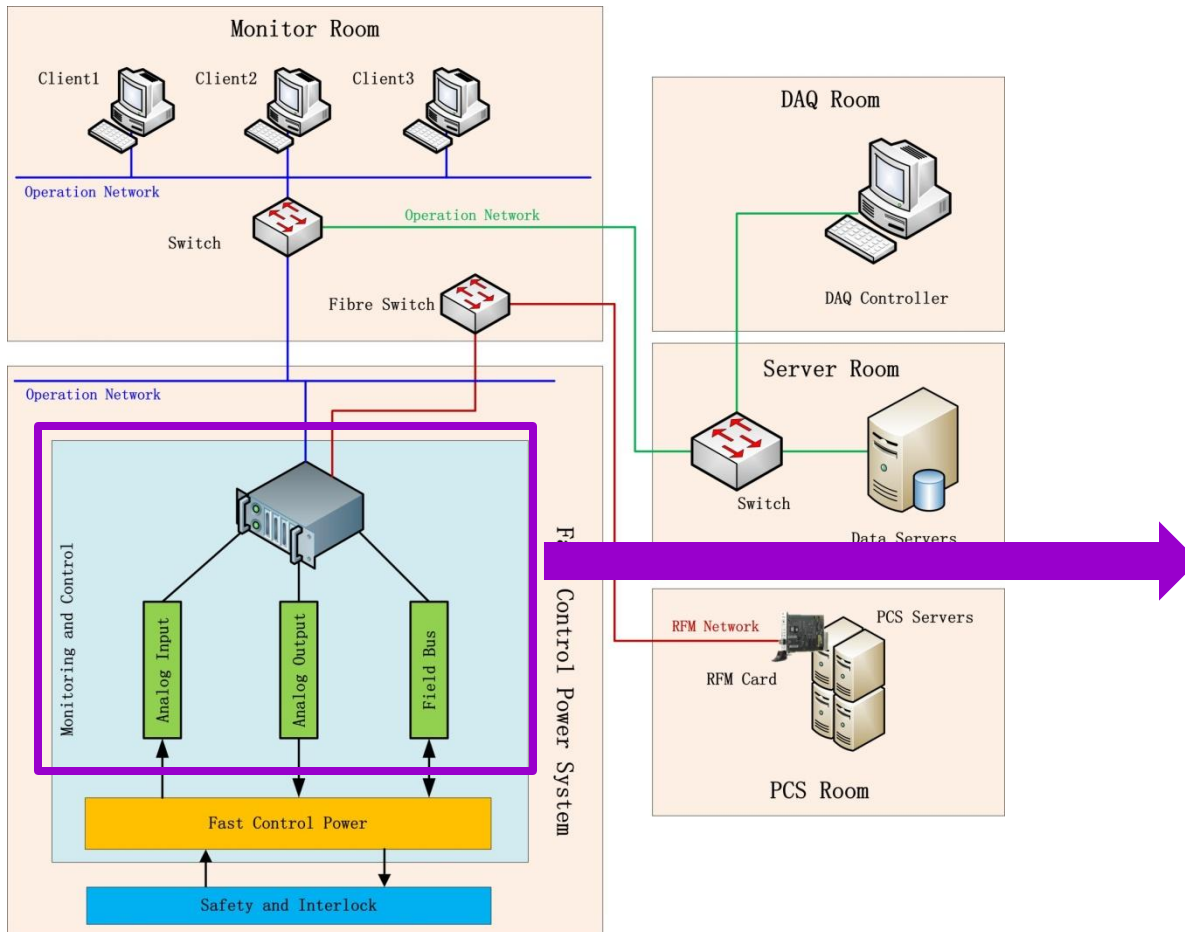 Monitor Room
Client1
Client2
Client3
Operation Network
Operation Network
Switch
Fibre Switch
DAQ Room
DAQ Controller
Server Room
Switch
Data Servers
Operation Network
Monitoring and Control
Analog Input
Analog Output
Field Bus
Control Power System
Fast Control Power
Safety and Interlock
RFM Network
PCS Servers
RFM Card
PCS Room